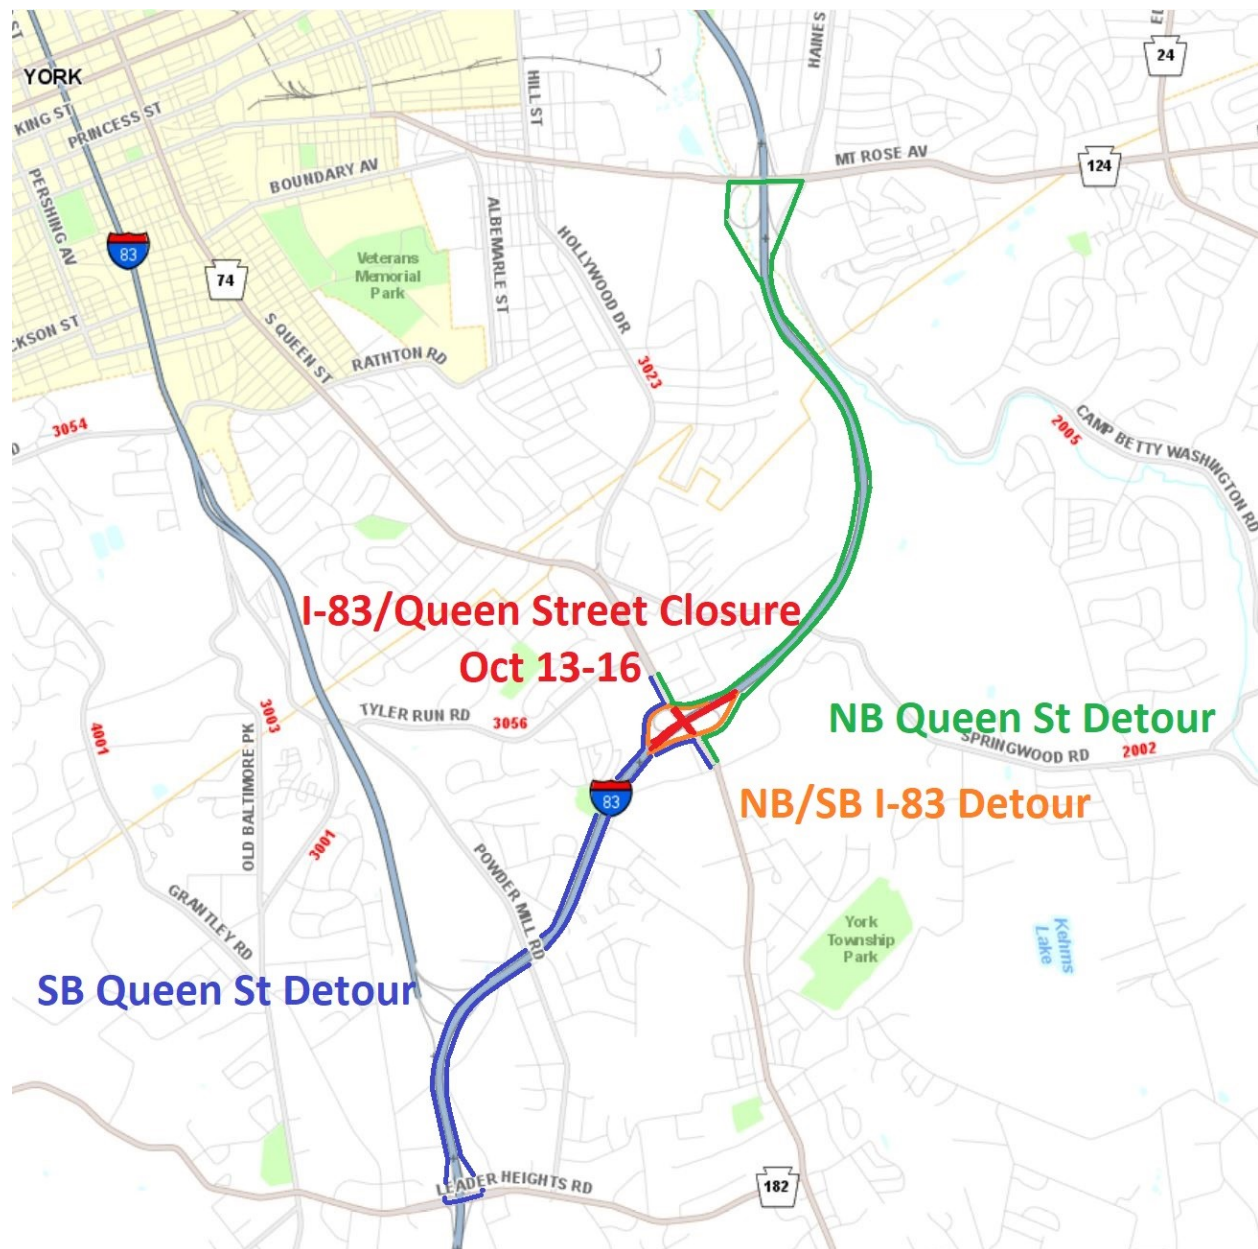 ST
YORK
KING ST
PRINCESS ST
HILL ST
HAINES
24
MT ROSE AV
124
BOUNDARY AV
PERSHING AV
ALBEMARLE ST
83
74
Veterans
Memorial
Park
HOLLYWOOD DR
CKSON ST
S QUEEN ST
RATHTON RD
3023
3054
2005
CAMP BETTY WASHINGTON RD
I-83/Queen Street Closure
Oct 13-16
TYLER RUN RD
3056
3003
4001
NB Queen St Detour
SPRINGWOOD RD
2002
OLD BALTIMORE PK
83
NB/SB I-83 Detour
3001
POWDER MILL RD
GRANTLEY RD
York
Township
Park
Kehms
Lake
SB Queen St Detour
LEADER HEIGHTS RD
182